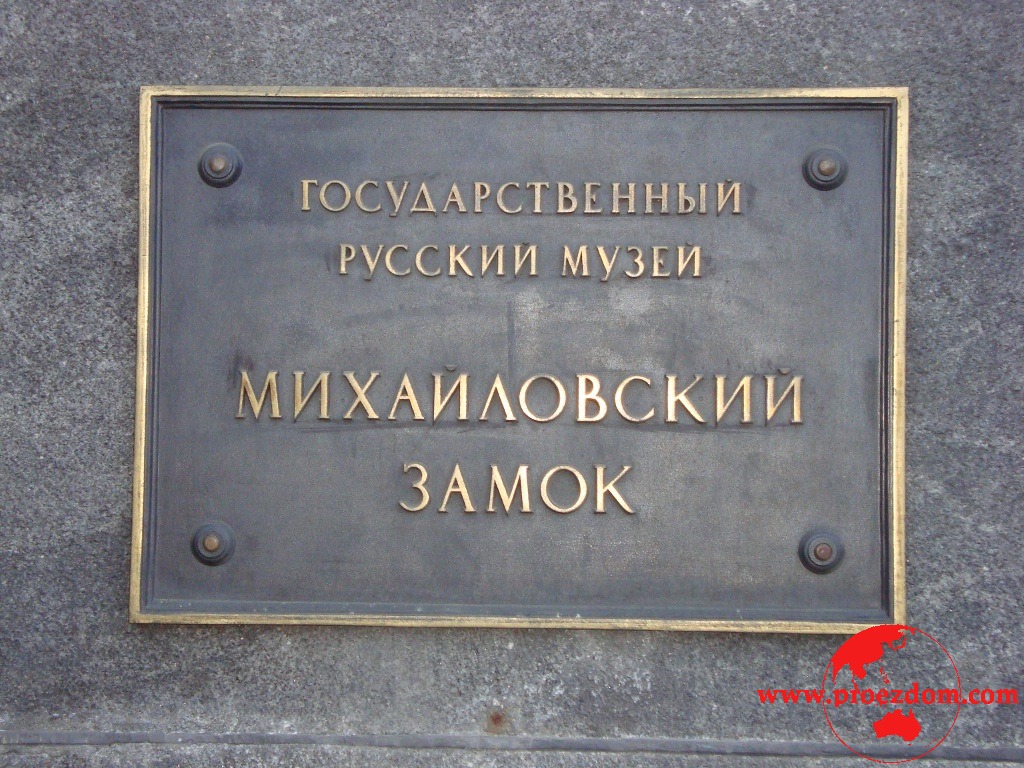 ГОСУДАРСТВЕННЫЙ
РУССКИЙ МУЗЕЙ
МИХАЙЛОВСКИЙ
ЗАМОК
www.proezdom.com